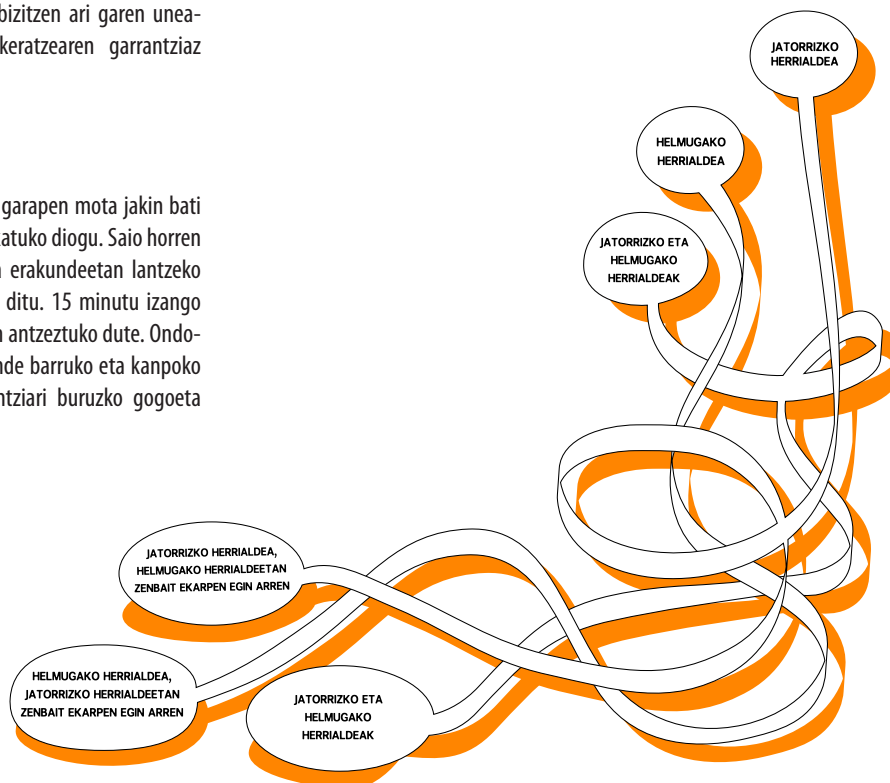 bizitzen ari garen unea-
keratzearen garrantziaz
garapen mota jakin bati
atuko diogu. Saio horren
erakundeetan lantzeko
ditu. 15 minutu izango
antzeztuko dute. Ondo-
nde barruko eta kanpoko
ntziari buruzko gogoeta
JATORRIZKO
HERRIALDEA
HELMUGAKO
HERRIALDEA
JATORRIZKO ETA
HELMUGAKO
HERRIALDEAK
JATORRIZKO HERRIALDEA,
HELMUGAKO HERRIALDEETAN
ZENBAIT EKARPEN EGIN ARREN
HELMUGAKO HERRIALDEA,
JATORRIZKO HERRIALDEETAN
ZENBAIT EKARPEN EGIN ARREN
JATORRIZKO ETA
HELMUGAKO
HERRIALDEAK